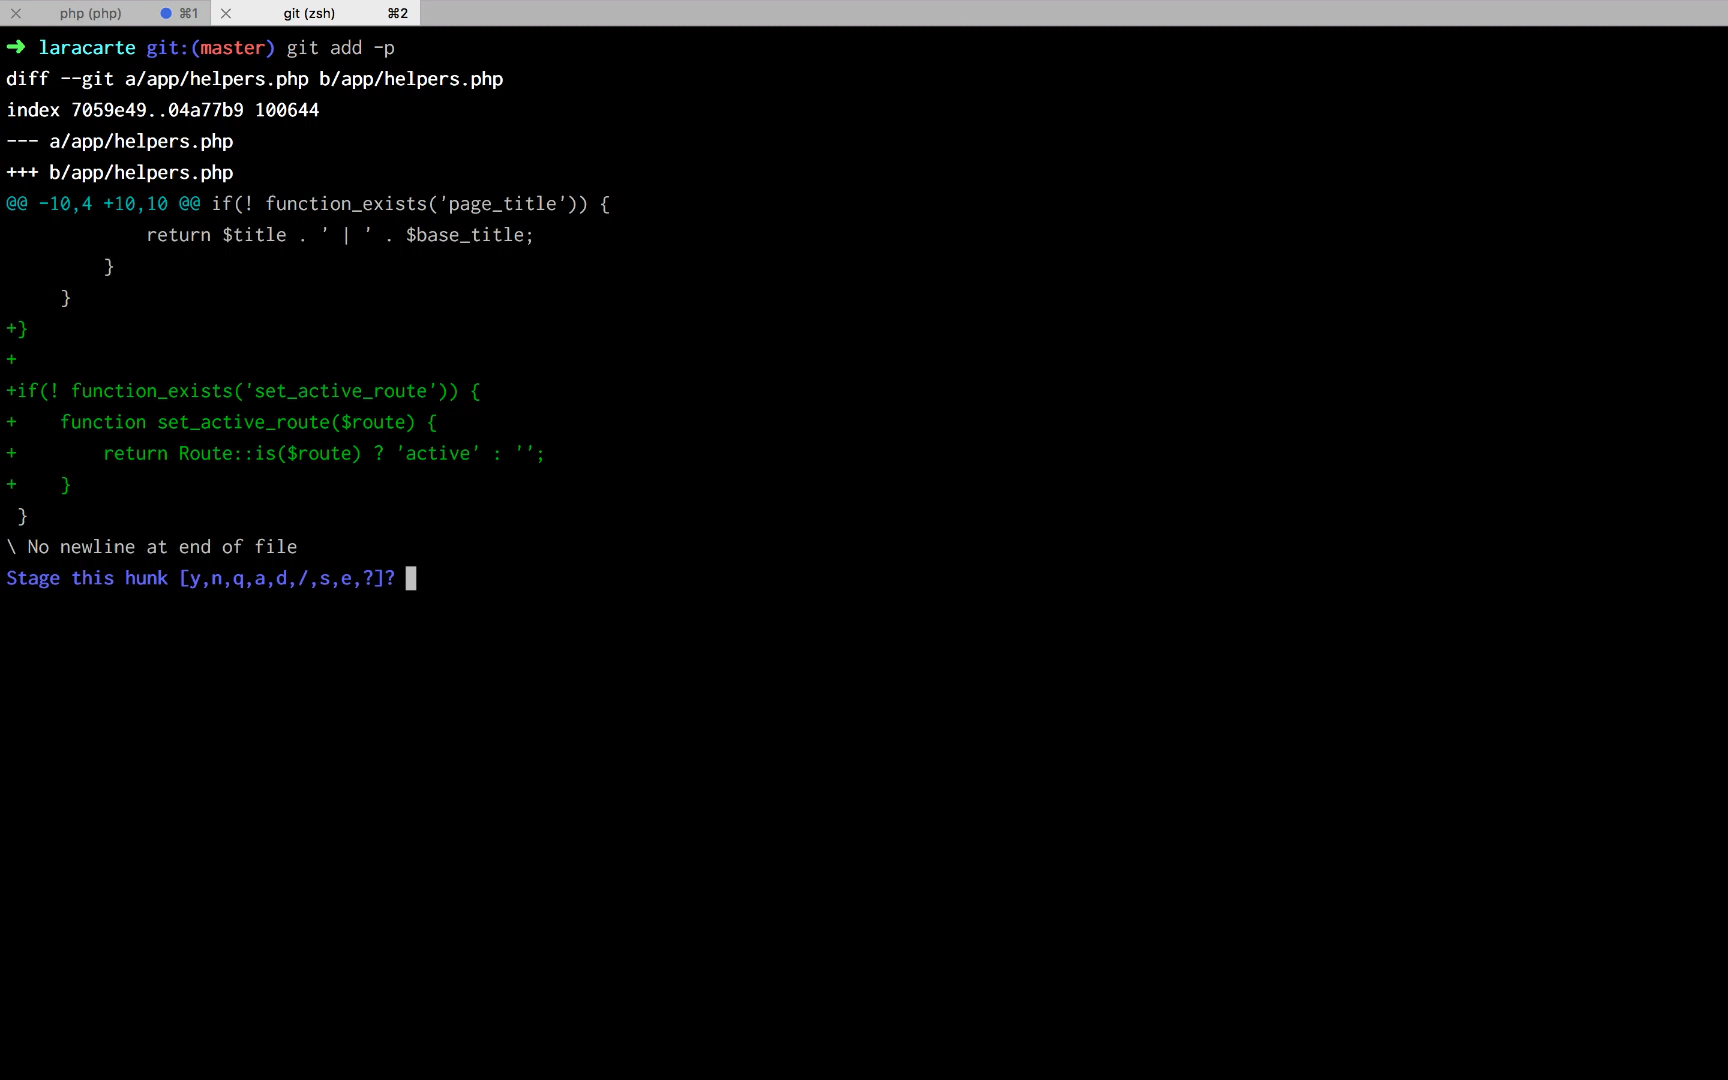 php (php) ⌘1 git (zsh) ⌘2
➜ laracarte git:(master) git add -p
diff --git a/app/helpers.php b/app/helpers.php
index 7059e49..04a77b9 100644
--- a/app/helpers.php
+++ b/app/helpers.php
@@ -10,4 +10,10 @@ if(! function_exists('page_title')) {
             return $title . ' | ' . $base_title;
         }
     }
+}
+
+if(! function_exists('set_active_route')) {
+    function set_active_route($route) {
+        return Route::is($route) ? 'active' : '';
+    }
 }
\ No newline at end of file
Stage this hunk [y,n,q,a,d,/,s,e,?]?